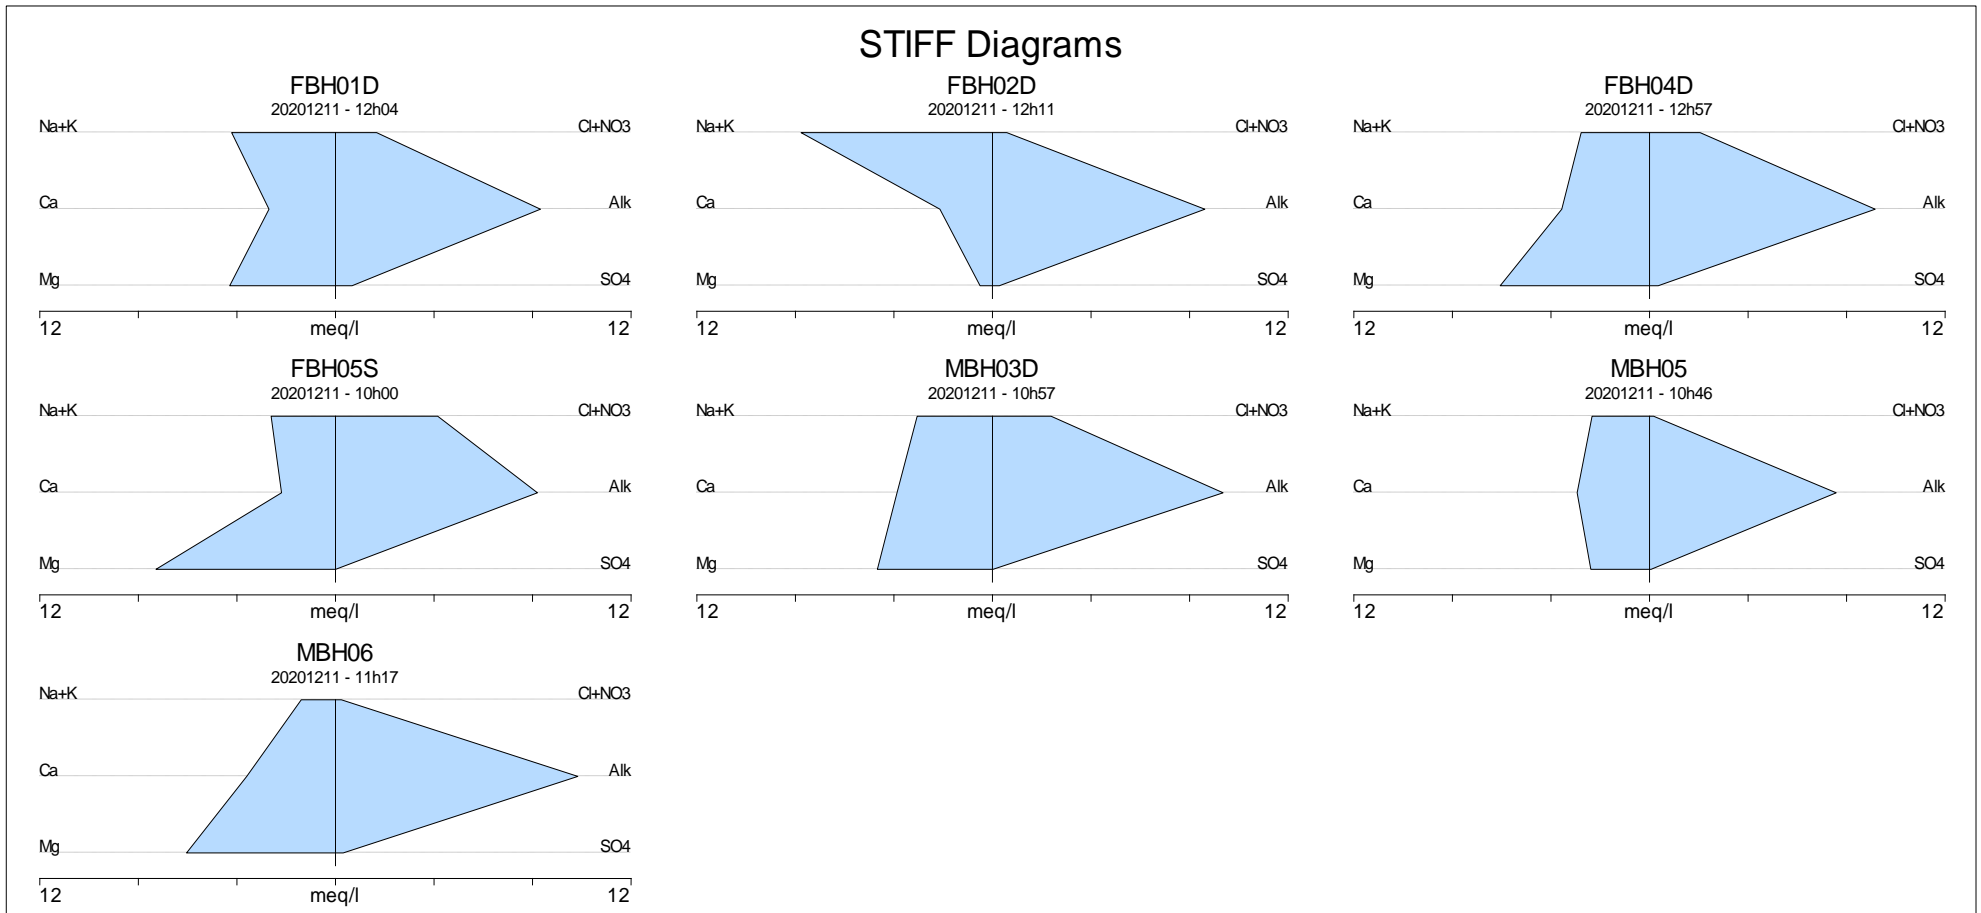 STIFF Diagrams
FBH01D
20201211 - 12h04
Na+K Cl+NO3
Ca Alk
Mg SO4
12 meq/l 12
FBH02D
20201211 - 12h11
Na+K Cl+NO3
Ca Alk
Mg SO4
12 meq/l 12
FBH04D
20201211 - 12h57
Na+K Cl+NO3
Ca Alk
Mg SO4
12 meq/l 12
FBH05S
20201211 - 10h00
Na+K Cl+NO3
Ca Alk
Mg SO4
12 meq/l 12
MBH03D
20201211 - 10h57
Na+K Cl+NO3
Ca Alk
Mg SO4
12 meq/l 12
MBH05
20201211 - 10h46
Na+K Cl+NO3
Ca Alk
Mg SO4
12 meq/l 12
MBH06
20201211 - 11h17
Na+K Cl+NO3
Ca Alk
Mg SO4
12 meq/l 12